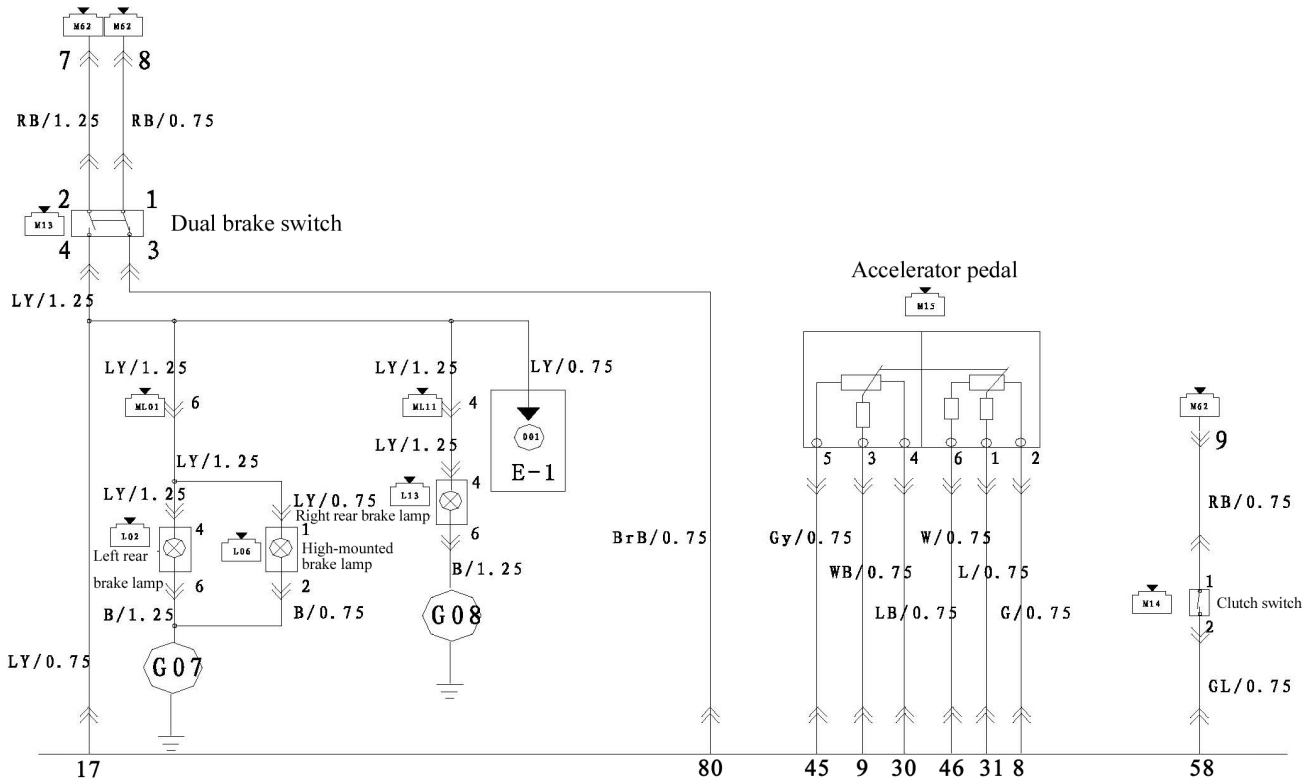 M62 M62
7 8
RB/1.25 RB/0.75
2 1
M13 Dual brake switch
4 3
Accelerator pedal
LY/1.25
M15
LY/1.25 LY/1.25 LY/0.75
ML01 6 ML11 4 M62
D01
9
LY/1.25
5 3 4 6 1 2
LY/1.25 E-1
LY/1.25 LY/0.75 L13 4
RB/0.75
Right rear brake lamp
L02 4 L06 1 6
BrB/0.75 Gy/0.75 W/0.75
Left rear
brake lamp
High-mounted
brake lamp
B/1.25
WB/0.75 L/0.75
6 2
M14 1 Clutch switch
2
B/1.25 B/0.75 G08 LB/0.75 G/0.75
LY/0.75 G07
GL/0.75
17 80 45 9 30 46 31 8 58